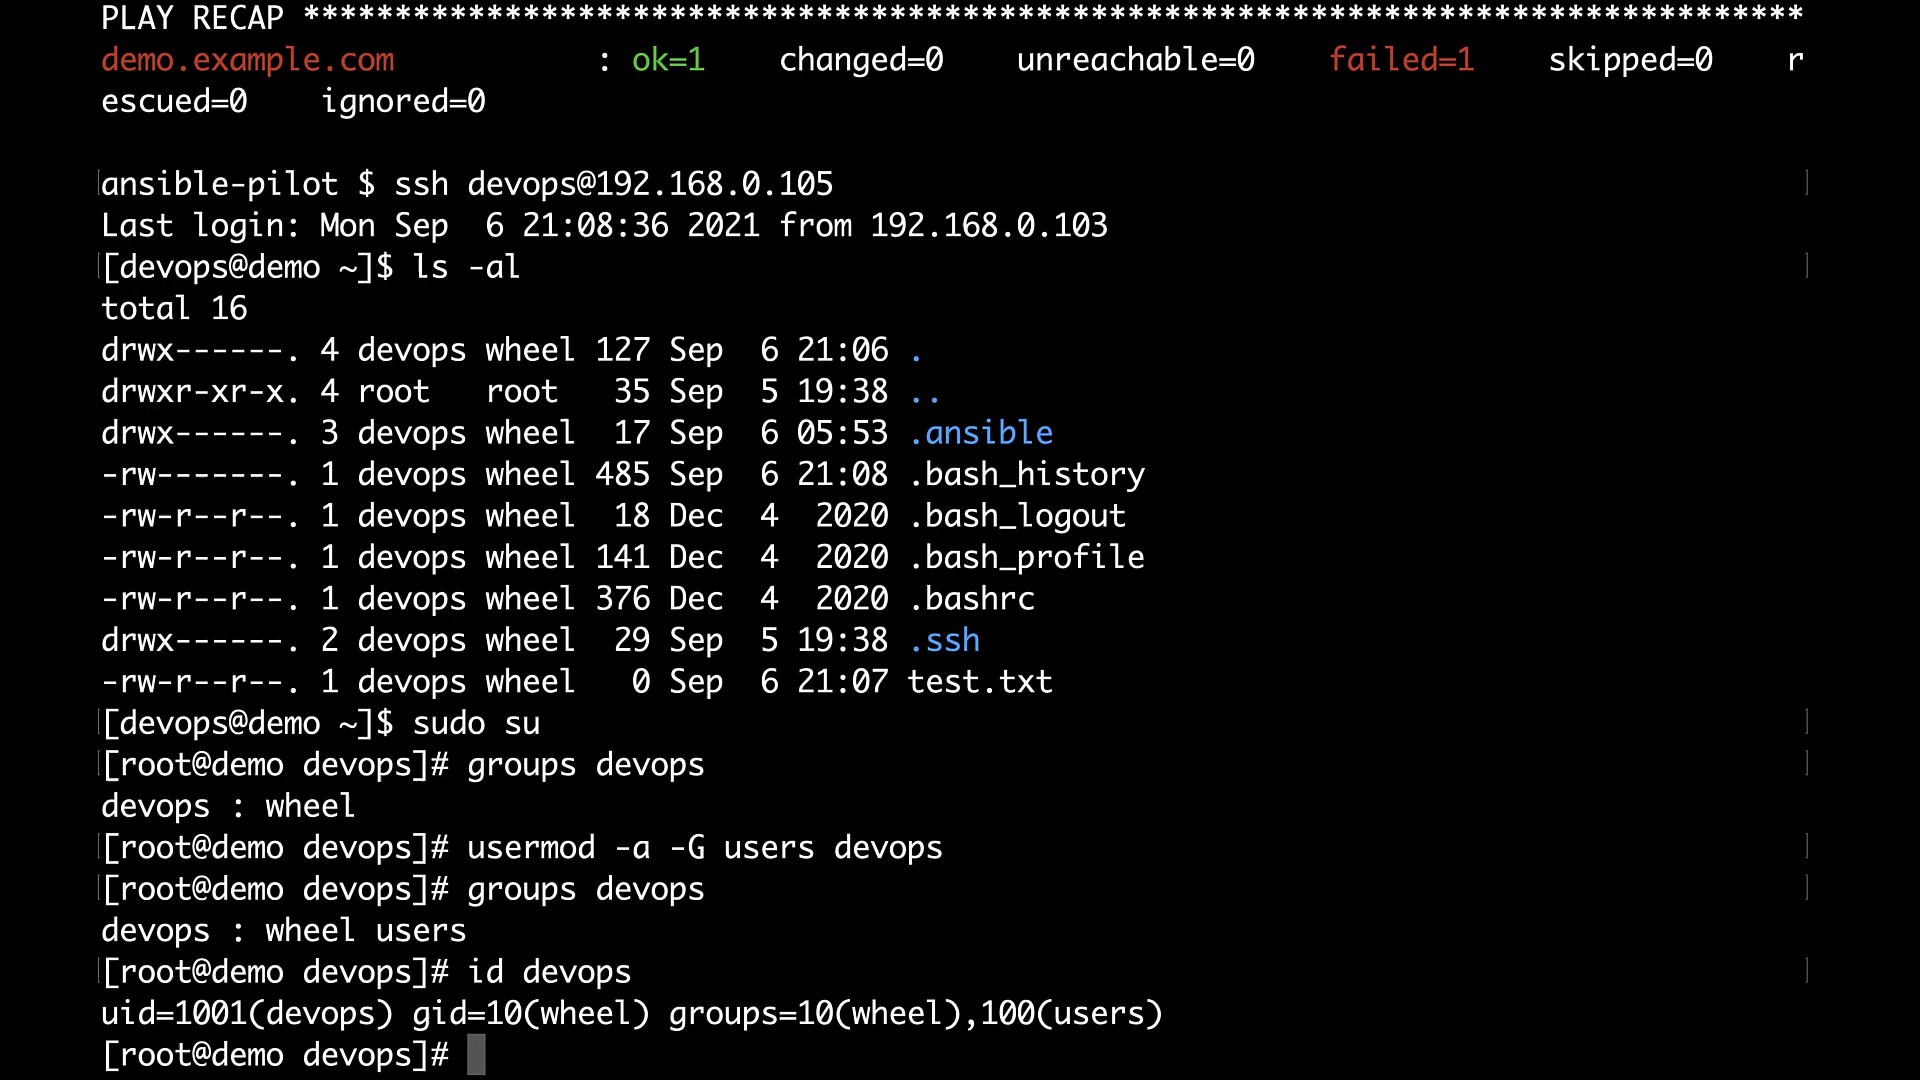 PLAY RECAP **********************************************************************************
demo.example.com           : ok=1    changed=0    unreachable=0    failed=1    skipped=0    r
escued=0    ignored=0
ansible-pilot $ ssh devops@192.168.0.105
Last login: Mon Sep  6 21:08:36 2021 from 192.168.0.103
[devops@demo ~]$ ls -al
total 16
drwx------. 4 devops wheel 127 Sep  6 21:06 .
drwxr-xr-x. 4 root   root   35 Sep  5 19:38 ..
drwx------. 3 devops wheel  17 Sep  6 05:53 .ansible
-rw-------. 1 devops wheel 485 Sep  6 21:08 .bash_history
-rw-r--r--. 1 devops wheel  18 Dec  4  2020 .bash_logout
-rw-r--r--. 1 devops wheel 141 Dec  4  2020 .bash_profile
-rw-r--r--. 1 devops wheel 376 Dec  4  2020 .bashrc
drwx------. 2 devops wheel  29 Sep  5 19:38 .ssh
-rw-r--r--. 1 devops wheel   0 Sep  6 21:07 test.txt
[devops@demo ~]$ sudo su
[root@demo devops]# groups devops
devops : wheel
[root@demo devops]# usermod -a -G users devops
[root@demo devops]# groups devops
devops : wheel users
[root@demo devops]# id devops
uid=1001(devops) gid=10(wheel) groups=10(wheel),100(users)
[root@demo devops]#